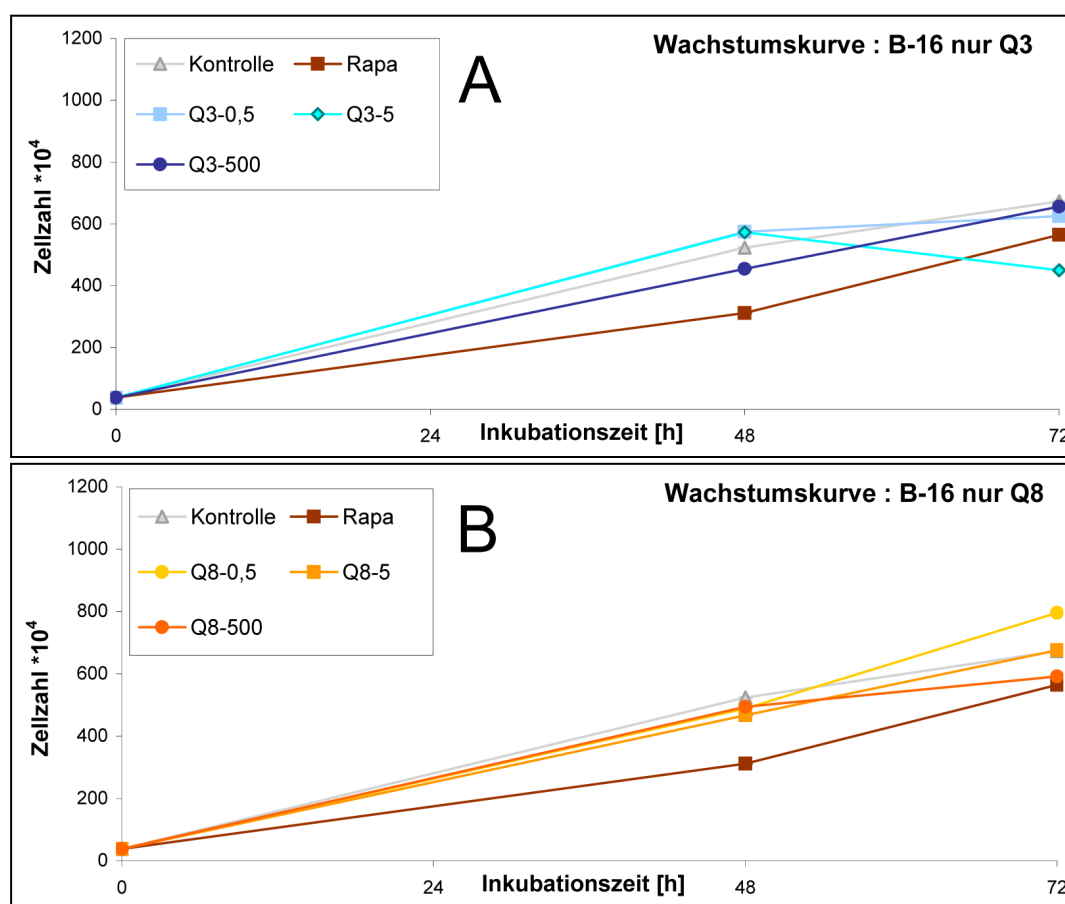 Wachstumskurve : B-16 nur Q3
A
Kontrolle Rapa
Q3-0,5 Q3-5
Q3-500
Zellzahl *10⁴
1200
1000
800
600
400
200
0
0 24 48 72
Inkubationszeit [h]
Wachstumskurve : B-16 nur Q8
B
Kontrolle Rapa
Q8-0,5 Q8-5
Q8-500
Zellzahl *10⁴
1200
1000
800
600
400
200
0
0 24 48 72
Inkubationszeit [h]